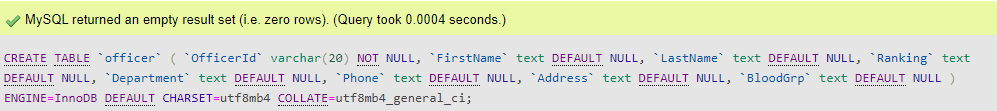 MySQL returned an empty result set (i.e. zero rows). (Query took 0.0004 seconds.)
CREATE TABLE `officer` ( `OfficerId` varchar(20) NOT NULL, `FirstName` text DEFAULT NULL, `LastName` text DEFAULT NULL, `Ranking` text
DEFAULT NULL, `Department` text DEFAULT NULL, `Phone` text DEFAULT NULL, `Address` text DEFAULT NULL, `BloodGrp` text DEFAULT NULL )
ENGINE=InnoDB DEFAULT CHARSET=utf8mb4 COLLATE=utf8mb4_general_ci;